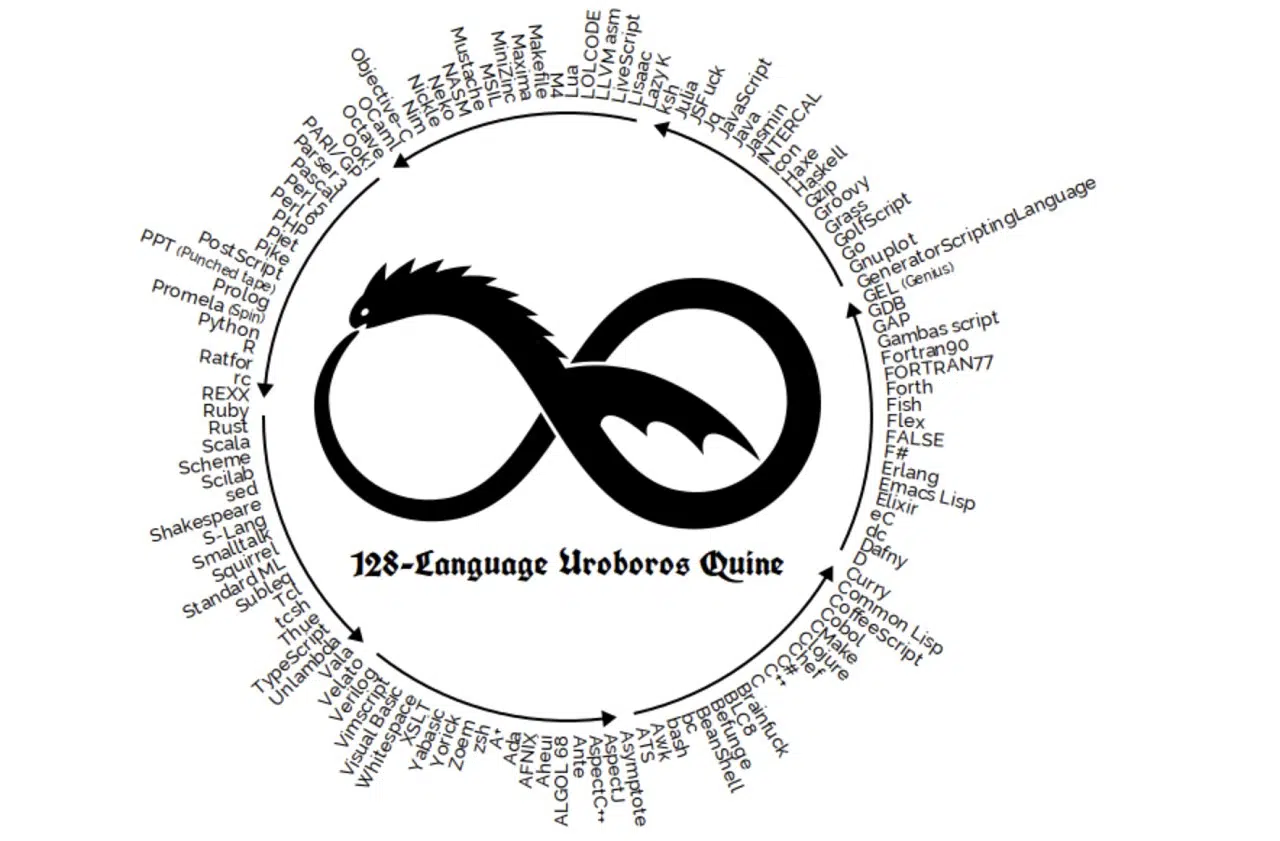 Ruby
Rust
Scala
Scheme
Scilab
sed
Shakespeare
S-Lang
Smalltalk
Squirrel
Standard ML
Subleq
Tcl
tcsh
Thue
TypeScript
Unlambda
Vala
Velato
Verilog
Vimscript
Visual Basic
Whitespace
XSLT
Yabasic
Yorick
Zoem
zsh
A+
Ada
AFNIX
Aheui
ALGOL 68
Ante
AspectC++
AspectJ
Asymptote
ATS
Awk
bash
bc
BeanShell
Befunge
BLC8
Brainfuck
C
C++
C#
Chef
Clojure
CMake
Cobol
CoffeeScript
Common Lisp
Curry
D
Dafny
dc
eC
Elixir
Emacs Lisp
Erlang
F#
FALSE
Flex
Fish
Forth
FORTRAN77
Fortran90
Gambas script
GAP
GDB
GEL (Genius)
GeneratorScriptingLanguage
Gnuplot
Go
GolfScript
Grass
Groovy
Gzip
Haskell
Haxe
Icon
INTERCAL
Jasmin
Java
JavaScript
Jq
JSFuck
Julia
ksh
Lazy K
Lisaac
LiveScript
LLVM asm
LOLCODE
Lua
M4
Makefile
Maxima
MiniZinc
MSIL
Mustache
NASM
Neko
Nickle
Nim
Objective-C
OCaml
Octave
Ook!
PARI/GP
Parser 3
Pascal
Perl 5
Perl 6
PHP
Piet
Pike
PostScript
PPT (Punched tape)
Prolog
Promela (Spin)
Python
R
Ratfor
rc
REXX
128-Language Uroboros Quine